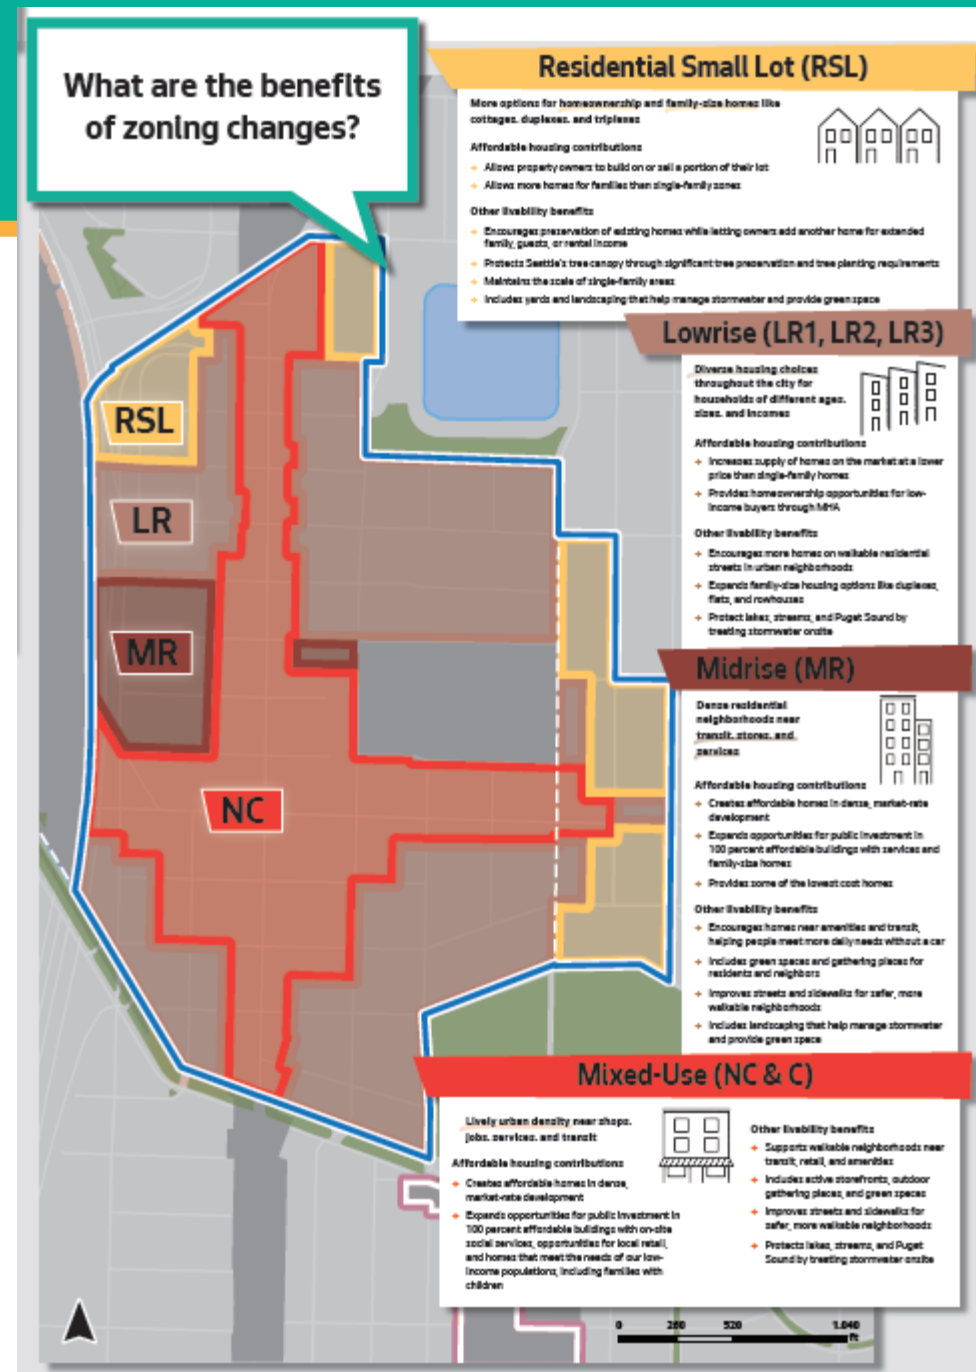 What are the benefits
of zoning changes?
Residential Small Lot (RSL)
More options for homeownership and family-size homes like
cottages, duplexes, and triplexes
Affordable housing contributions
+ Allows property owners to build on or sell a portion of their lot
+ Allows more homes for families than single-family zones
Other livability benefits
+ Encourages preservation of existing homes while letting owners add another home for extended
family, guests, or rental income
+ Protects Seattle's tree canopy through significant tree preservation and tree planting requirements
+ Maintains the scale of single-family areas
+ Includes yards and landscaping that help manage stormwater and provide green space
Lowrise (LR1, LR2, LR3)
Diverse housing choices
throughout the city for
households of different ages,
sizes, and incomes
Affordable housing contributions
+ Increases supply of homes on the market at a lower
price than single-family homes
+ Provides homeownership opportunities for low-
income buyers through MHA
Other livability benefits
+ Encourages more homes on walkable residential
streets in urban neighborhoods
+ Expands family-size housing options like duplexes,
flats, and rowhouses
+ Protect lakes, streams, and Puget Sound by
treating stormwater onsite
Midrise (MR)
Dense residential
neighborhoods near
transit, stores, and
services
Affordable housing contributions
+ Creates affordable homes in dense, market-rate
development
+ Expands opportunities for public investment in
100 percent affordable buildings with services and
family-size homes
+ Provides some of the lowest cost homes
Other livability benefits
+ Encourages homes near amenities and transit,
helping people meet more daily needs without a car
+ Includes green spaces and gathering places for
residents and neighbors
+ Improves streets and sidewalks for safer, more
walkable neighborhoods
+ Includes landscaping that help manage stormwater
and provide green space
Mixed-Use (NC & C)
Lively urban density near shops,
jobs, services, and transit
Affordable housing contributions
+ Creates affordable homes in dense,
market-rate development
+ Expands opportunities for public investment in
100 percent affordable buildings with on-site
social services, opportunities for local retail,
and homes that meet the needs of our low-
income populations, including families with
children
Other livability benefits
+ Supports walkable neighborhoods near
transit, retail, and amenities
+ Includes active storefronts, outdoor
gathering places, and green spaces
+ Improves streets and sidewalks for
safer, more walkable neighborhoods
+ Protects lakes, streams, and Puget
Sound by treating stormwater onsite
RSL
LR
MR
NC
0 260 520 1,040
ft